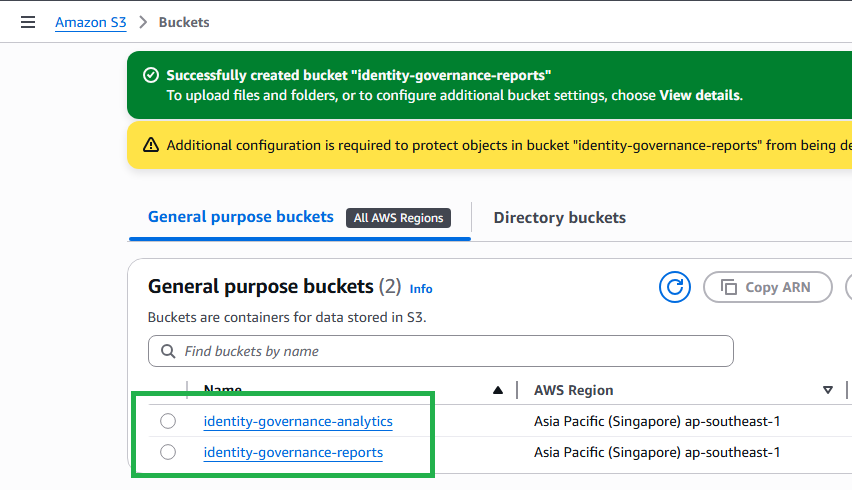 Amazon S3 > Buckets
Successfully created bucket "identity-governance-reports"
To upload files and folders, or to configure additional bucket settings, choose View details.
Additional configuration is required to protect objects in bucket "identity-governance-reports" from being de
General purpose buckets All AWS Regions Directory buckets
General purpose buckets (2) Info Copy ARN
Buckets are containers for data stored in S3.
Find buckets by name
Name AWS Region
identity-governance-analytics Asia Pacific (Singapore) ap-southeast-1
identity-governance-reports Asia Pacific (Singapore) ap-southeast-1